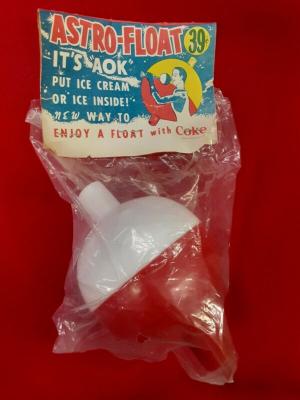 ASTRO-FLOAT 39¢
IT'S "AOK"
PUT ICE CREAM
OR ICE INSIDE!
NEW WAY TO
ENJOY A FLOAT with Coke